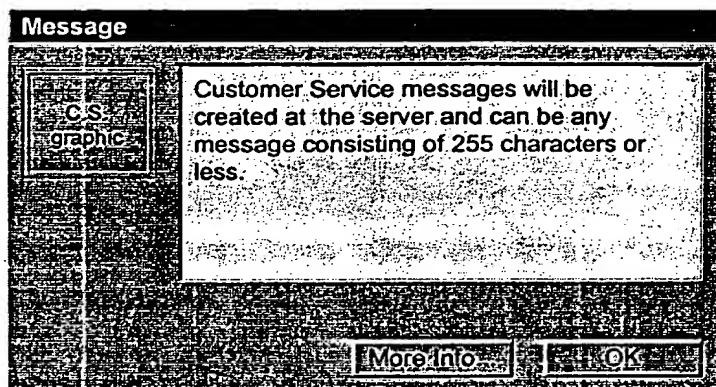 Message
C.S.
graphic
Customer Service messages will be
created at the server and can be any
message consisting of 255 characters or
less.
More Info
OK